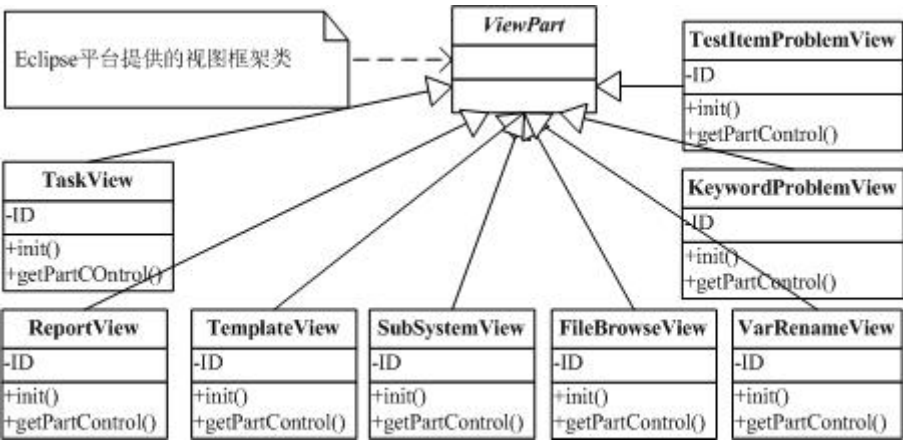 ViewPart
Eclipse平台提供的视图框架类
TestItemProblemView
-ID
+init()
+getPartControl()
TaskView
-ID
+init()
+getPartCOntrol()
KeywordProblemView
-ID
+init()
+getPartControl()
ReportView
-ID
+init()
+getPartControl()
TemplateView
-ID
+init()
+getPartControl()
SubSystemView
-ID
+init()
+getPartControl()
FileBrowseView
-ID
+init()
+getPartControl()
VarRenameView
-ID
+init()
+getPartControl()